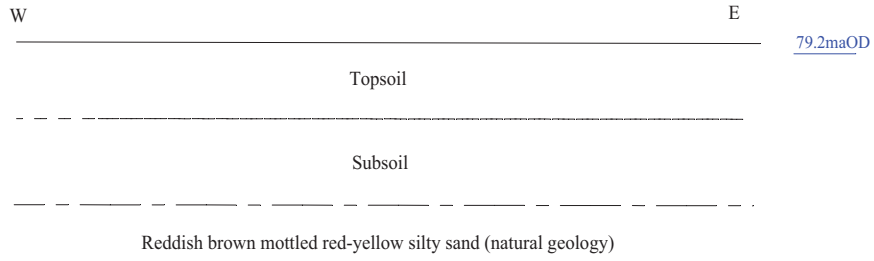 W
E
79.2maOD
Topsoil
Subsoil
Reddish brown mottled red-yellow silty sand (natural geology)